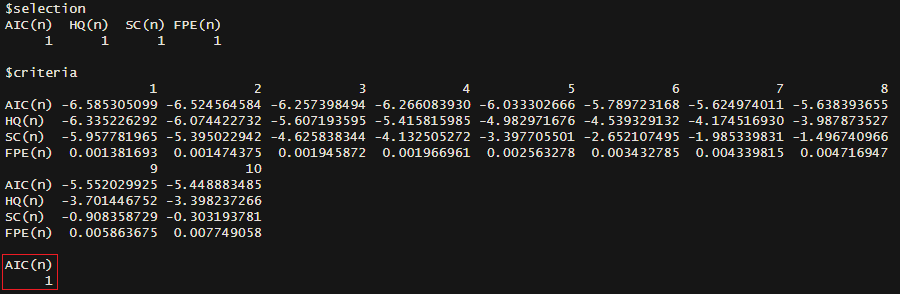 $selection
AIC(n)  HQ(n)  SC(n) FPE(n)
     1      1      1      1

$criteria
                  1            2            3            4            5            6            7            8
AIC(n) -6.585305099 -6.524564584 -6.257398494 -6.266083930 -6.033302666 -5.789723168 -5.624974011 -5.638393655
HQ(n)  -6.335226292 -6.074422732 -5.607193595 -5.415815985 -4.982971676 -4.539329132 -4.174516930 -3.987873527
SC(n)  -5.957781965 -5.395022942 -4.625838344 -4.132505272 -3.397705501 -2.652107495 -1.985339831 -1.496740966
FPE(n)  0.001381693  0.001474375  0.001945872  0.001966961  0.002563278  0.003432785  0.004339815  0.004716947
                  9           10
AIC(n) -5.552029925 -5.448883485
HQ(n)  -3.701446752 -3.398237266
SC(n)  -0.908358729 -0.303193781
FPE(n)  0.005863675  0.007749058

AIC(n)
     1